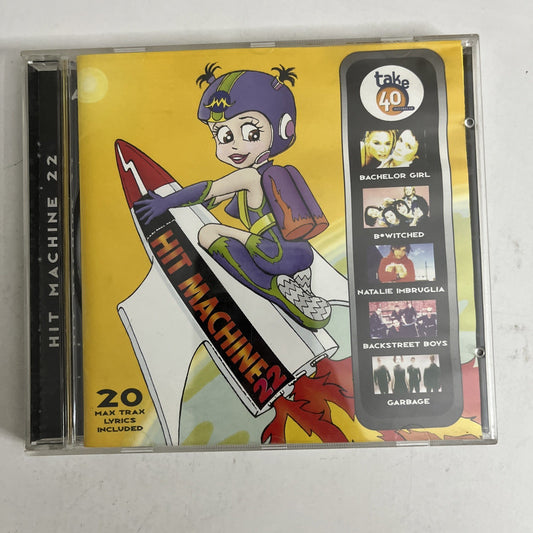 HIT MACHINE 22
take
40
BACHELOR GIRL
B*WITCHED
NATALIE IMBRUGLIA
BACKSTREET BOYS
GARBAGE
HIT MACHINE 22
20
MAX TRAX
LYRICS
INCLUDED